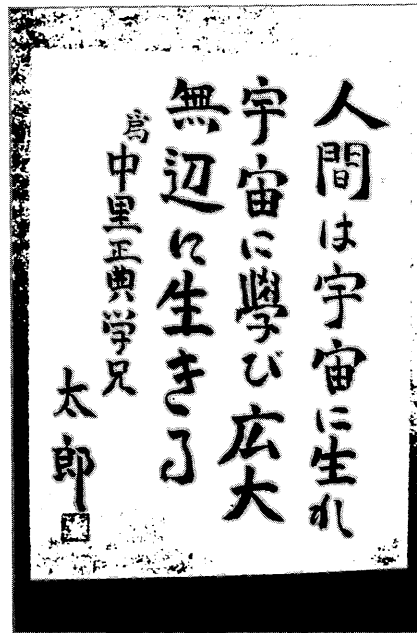 人間は宇宙に生れ
宇宙に學び広大
無辺に生きる
為中里正典学兄
太郎